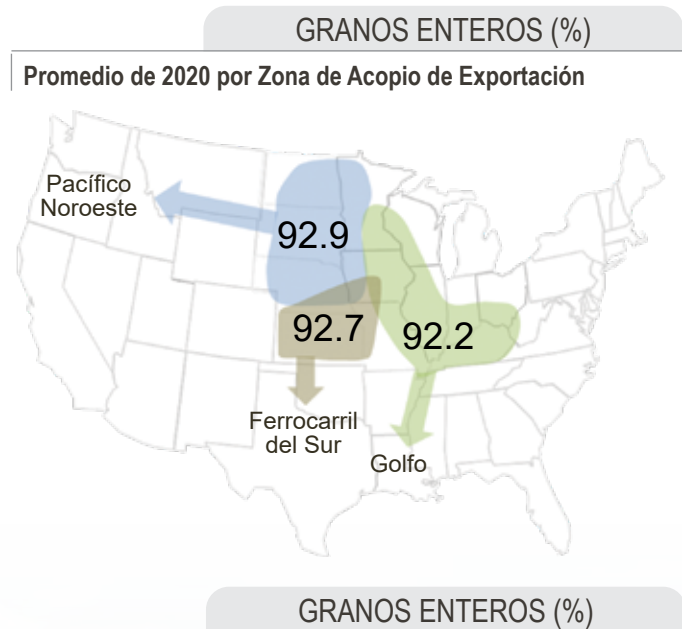 GRANOS ENTEROS (%)
Promedio de 2020 por Zona de Acopio de Exportación
Pacífico
Noroeste
92.9
92.7
92.2
Ferrocarril
del Sur
Golfo
GRANOS ENTEROS (%)